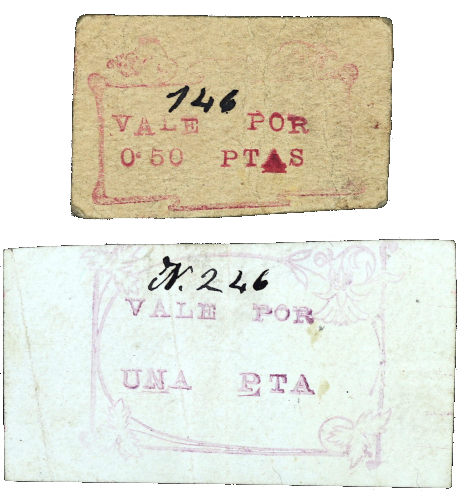 146
VALE POR
0.50 PTAS
N. 246
VALE POR
UNA PTA